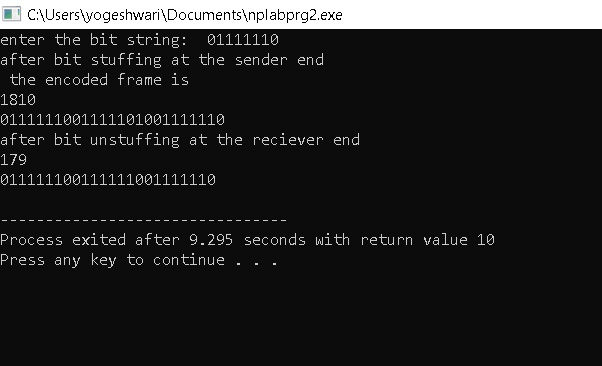 C:\Users\yogeshwari\Documents\nplabprg2.exe
enter the bit string:  01111110
after bit stuffing at the sender end
 the encoded frame is
1810
0111111001111101001111110
after bit unstuffing at the reciever end
179
011111100111111001111110
--------------------------------
Process exited after 9.295 seconds with return value 10
Press any key to continue . . .